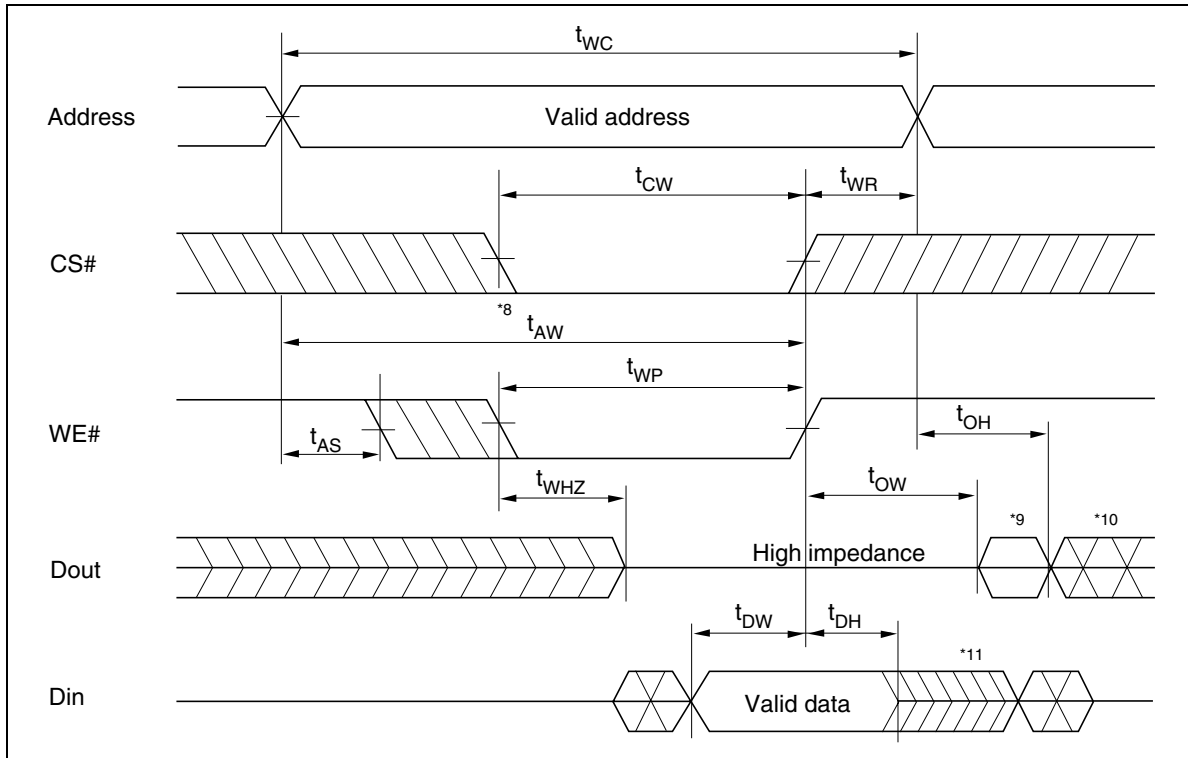 tWC
Address
Valid address
tCW
tWR
CS#
*8
tAW
tWP
WE#
tAS
tOH
tWHZ
tOW
*9
*10
Dout
High impedance
tDW
tDH
*11
Din
Valid data